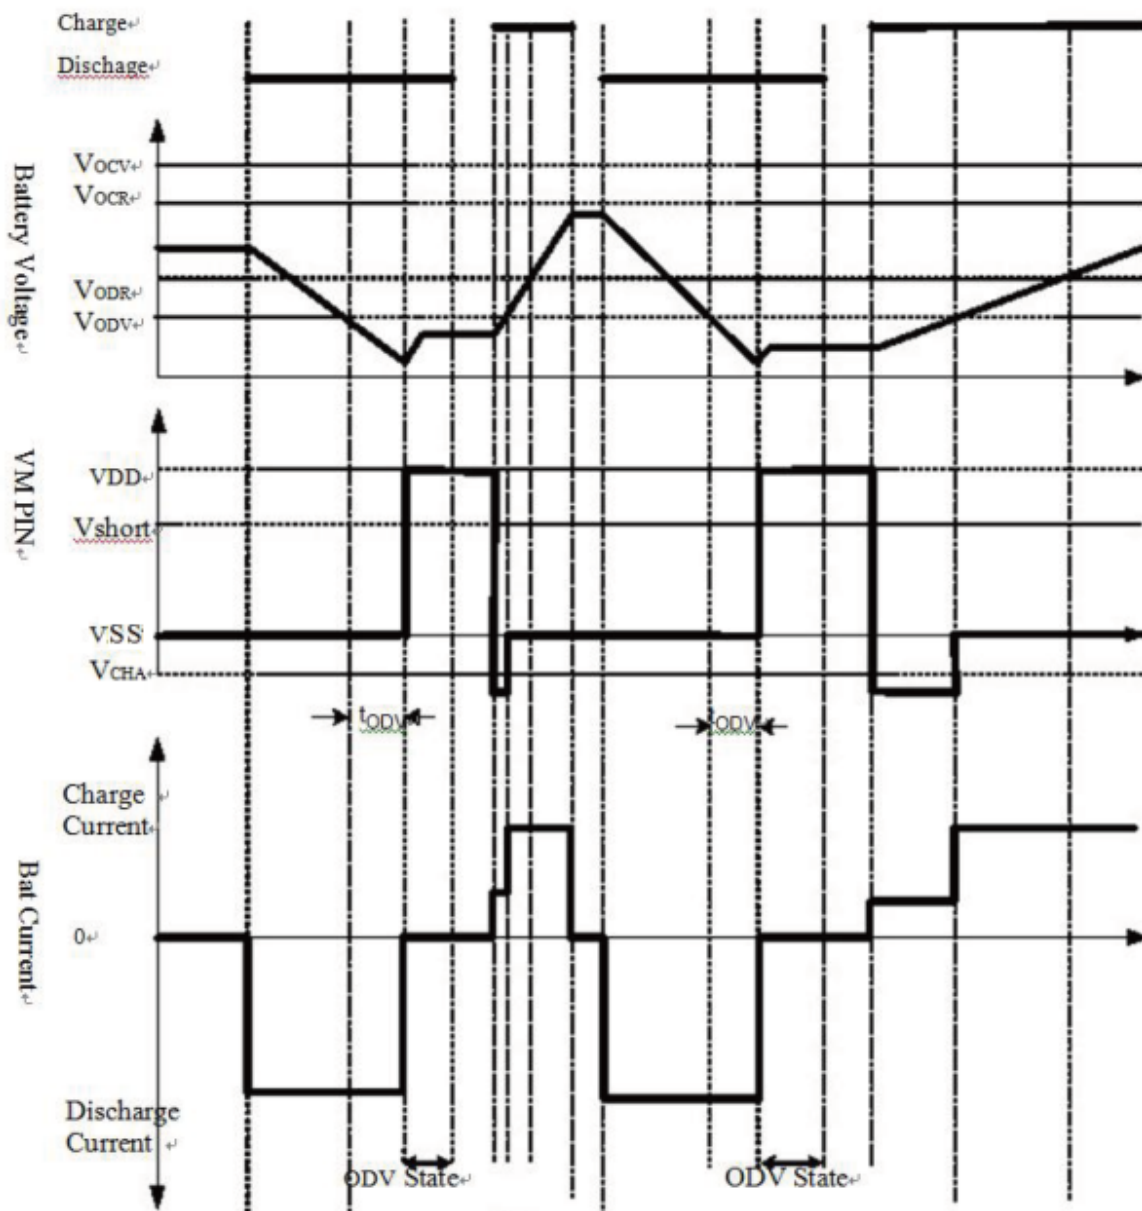 Charge
Dischage
Battery Voltage
VOCV
VOCR
VODR
VODV
VM PIN
VDD
Vshort
VSS
VCHA
tODV
tODV
Bat Current
Charge
Current
0
Discharge
Current
ODV State
ODV State